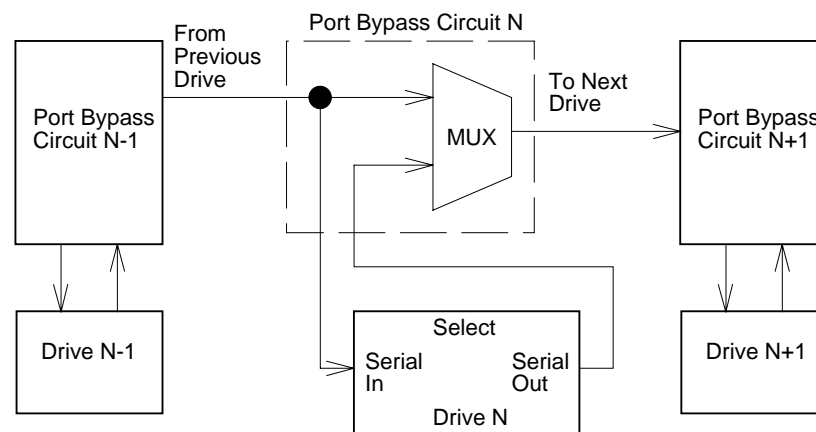 Port Bypass Circuit N
From
Previous
Drive
Port Bypass
Circuit N-1
MUX
To Next
Drive
Port Bypass
Circuit N+1
Drive N-1
Select
Serial
In
Serial
Out
Drive N
Drive N+1